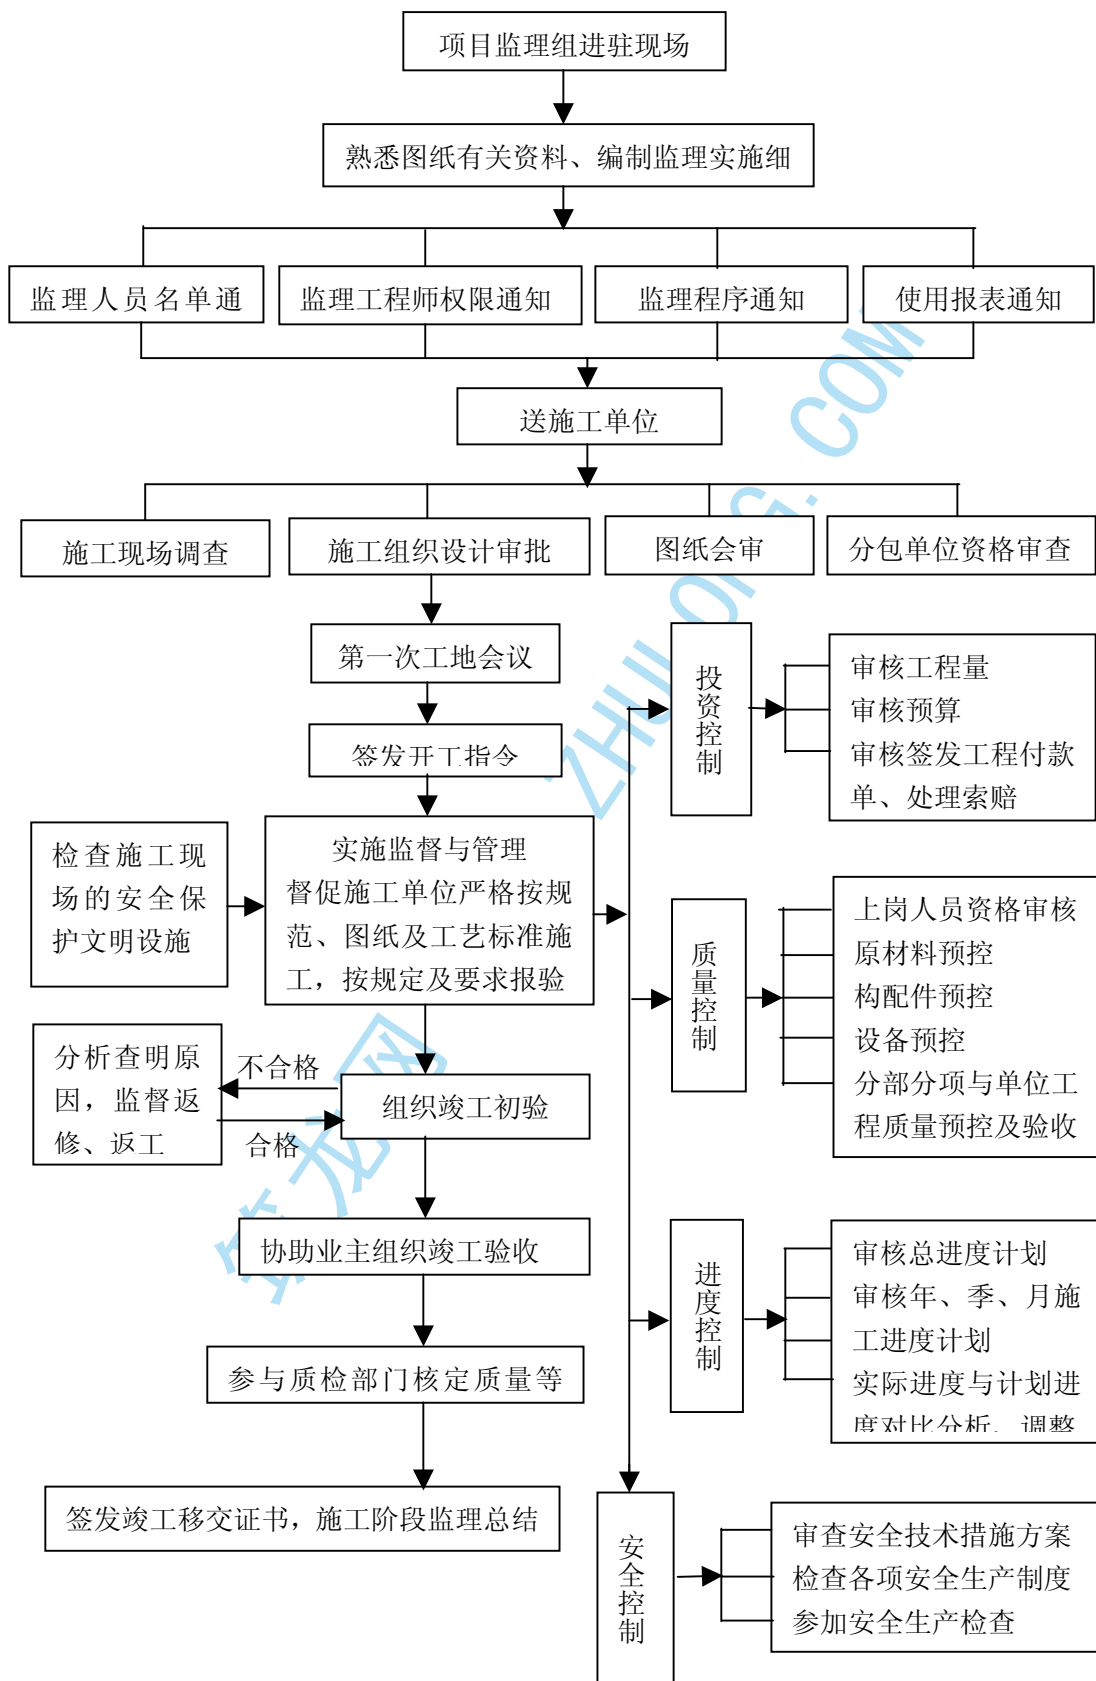 项目监理组进驻现场
熟悉图纸有关资料、编制监理实施细
监理人员名单通
监理工程师权限通知
监理程序通知
使用报表通知
送施工单位
施工现场调查
施工组织设计审批
图纸会审
分包单位资格审查
第一次工地会议
签发开工指令
检查施工现
场的安全保
护文明设施
实施监督与管理
督促施工单位严格按规
范、图纸及工艺标准施
工，按规定及要求报验
分析查明原
因，监督返
修、返工
不合格
合格
组织竣工初验
协助业主组织竣工验收
参与质检部门核定质量等
签发竣工移交证书，施工阶段监理总结
投资控制
审核工程量
审核预算
审核签发工程付款
单、处理索赔
质量控制
上岗人员资格审核
原材料预控
构配件预控
设备预控
分部分项与单位工
程质量预控及验收
进度控制
审核总进度计划
审核年、季、月施
工进度计划
实际进度与计划进
度对比分析、调整
安全控制
审查安全技术措施方案
检查各项安全生产制度
参加安全生产检查
筑龙网 ZHULONG.COM